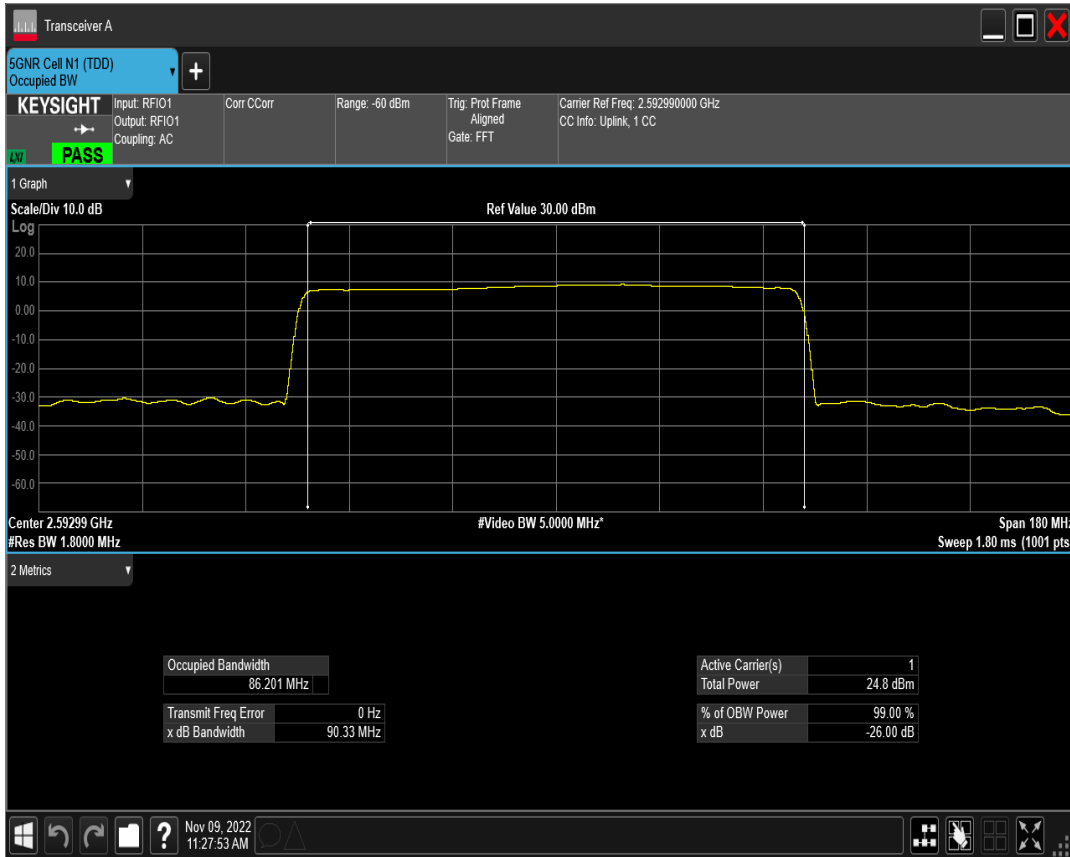 Transceiver A
5GNR Cell N1 (TDD)
Occupied BW
+
KEYSIGHT
Input: RFIO1
Output: RFIO1
Coupling: AC
LXI
PASS
Corr CCorr
Range: -60 dBm
Trig: Prot Frame
Aligned
Gate: FFT
Carrier Ref Freq: 2.592990000 GHz
CC Info: Uplink, 1 CC
1 Graph
Scale/Div 10.0 dB
Ref Value 30.00 dBm
Log
20.0
10.0
0.00
-10.0
-20.0
-30.0
-40.0
-50.0
-60.0
Center 2.59299 GHz
#Video BW 5.0000 MHz*
Span 180 MHz
#Res BW 1.8000 MHz
Sweep 1.80 ms (1001 pts
2 Metrics
Occupied Bandwidth
86.201 MHz
Transmit Freq Error 0 Hz
x dB Bandwidth 90.33 MHz
Active Carrier(s) 1
Total Power 24.8 dBm
% of OBW Power 99.00 %
x dB -26.00 dB
?
Nov 09, 2022
11:27:53 AM